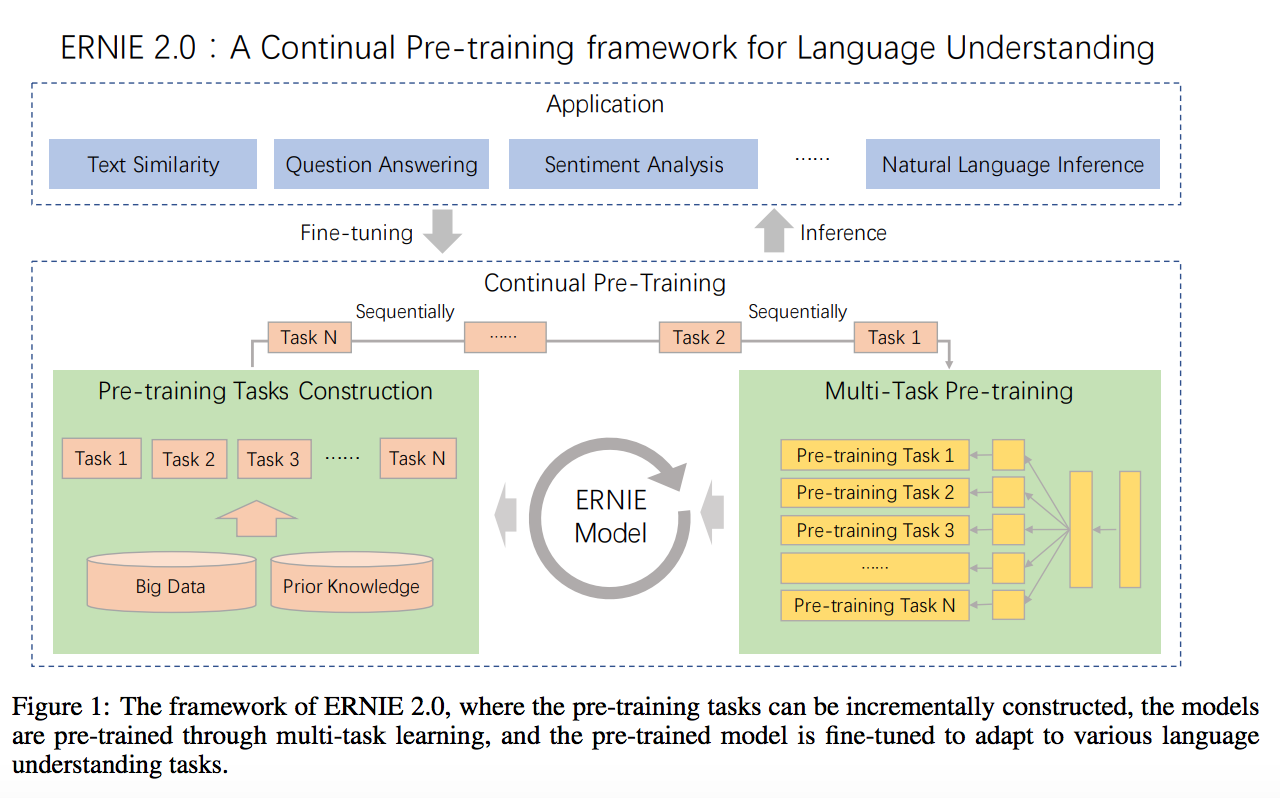 ERNIE 2.0：A Continual Pre-training framework for Language Understanding
Application
Text Similarity
Question Answering
Sentiment Analysis
……
Natural Language Inference
Fine-tuning
Inference
Continual Pre-Training
Sequentially
Sequentially
Task N
……
Task 2
Task 1
Pre-training Tasks Construction
Task 1
Task 2
Task 3
……
Task N
Big Data
Prior Knowledge
ERNIE
Model
Multi-Task Pre-training
Pre-training Task 1
Pre-training Task 2
Pre-training Task 3
……
Pre-training Task N
Figure 1: The framework of ERNIE 2.0, where the pre-training tasks can be incrementally constructed, the models
are pre-trained through multi-task learning, and the pre-trained model is fine-tuned to adapt to various language
understanding tasks.